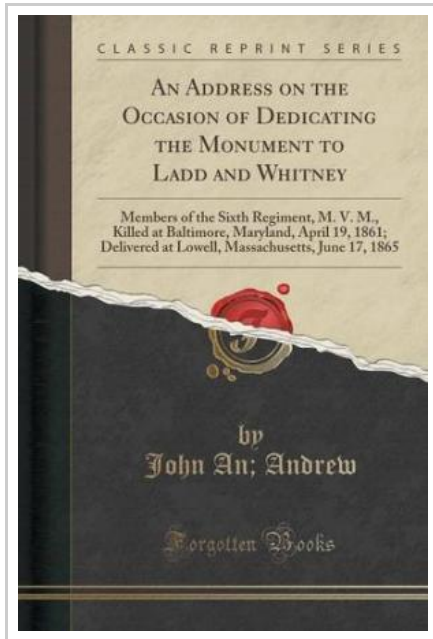 CLASSIC REPRINT SERIES
AN ADDRESS ON THE
OCCASION OF DEDICATING
THE MONUMENT TO
LADD AND WHITNEY
Members of the Sixth Regiment, M. V. M.,
Killed at Baltimore, Maryland, April 19, 1861;
Delivered at Lowell, Massachusetts, June 17, 1865
by
John An; Andrew
Forgotten Books